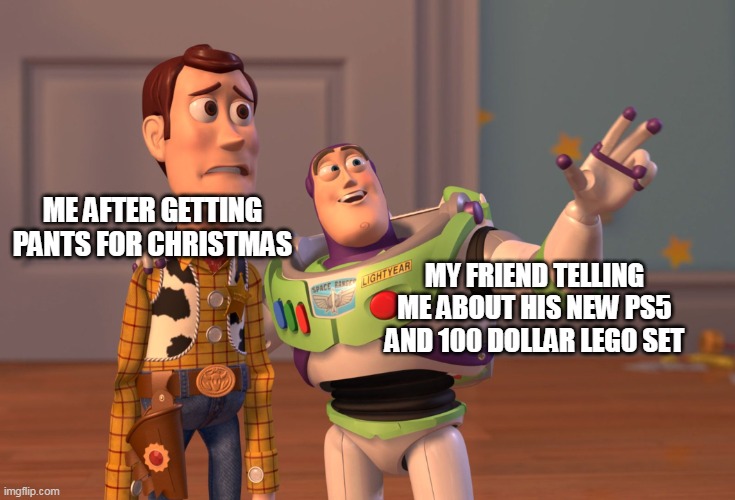 ME AFTER GETTING
PANTS FOR CHRISTMAS
SPACE RANGER
LIGHTYEAR
MY FRIEND TELLING
ME ABOUT HIS NEW PS5
AND 100 DOLLAR LEGO SET
imgflip.com